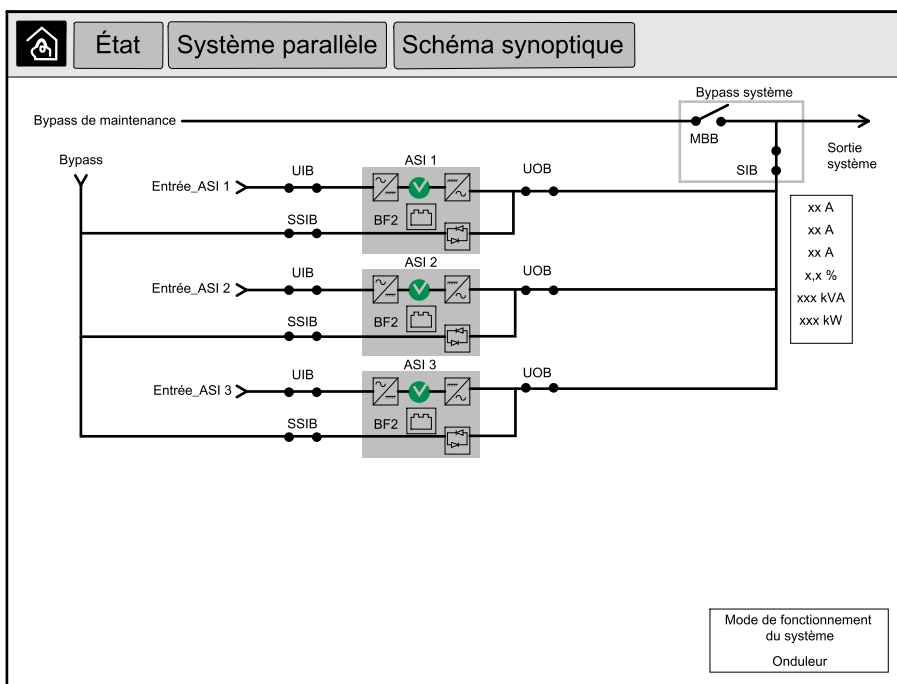 État
Système parallèle
Schéma synoptique
Bypass système
Bypass de maintenance
MBB
SIB
Sortie
système
Bypass
ASI 1
UIB
UOB
Entrée_ASI 1
SSIB
BF2
ASI 2
UIB
UOB
Entrée_ASI 2
SSIB
BF2
ASI 3
UIB
UOB
Entrée_ASI 3
SSIB
BF2
xx A
xx A
xx A
x,x %
xxx kVA
xxx kW
Mode de fonctionnement
du système
Onduleur